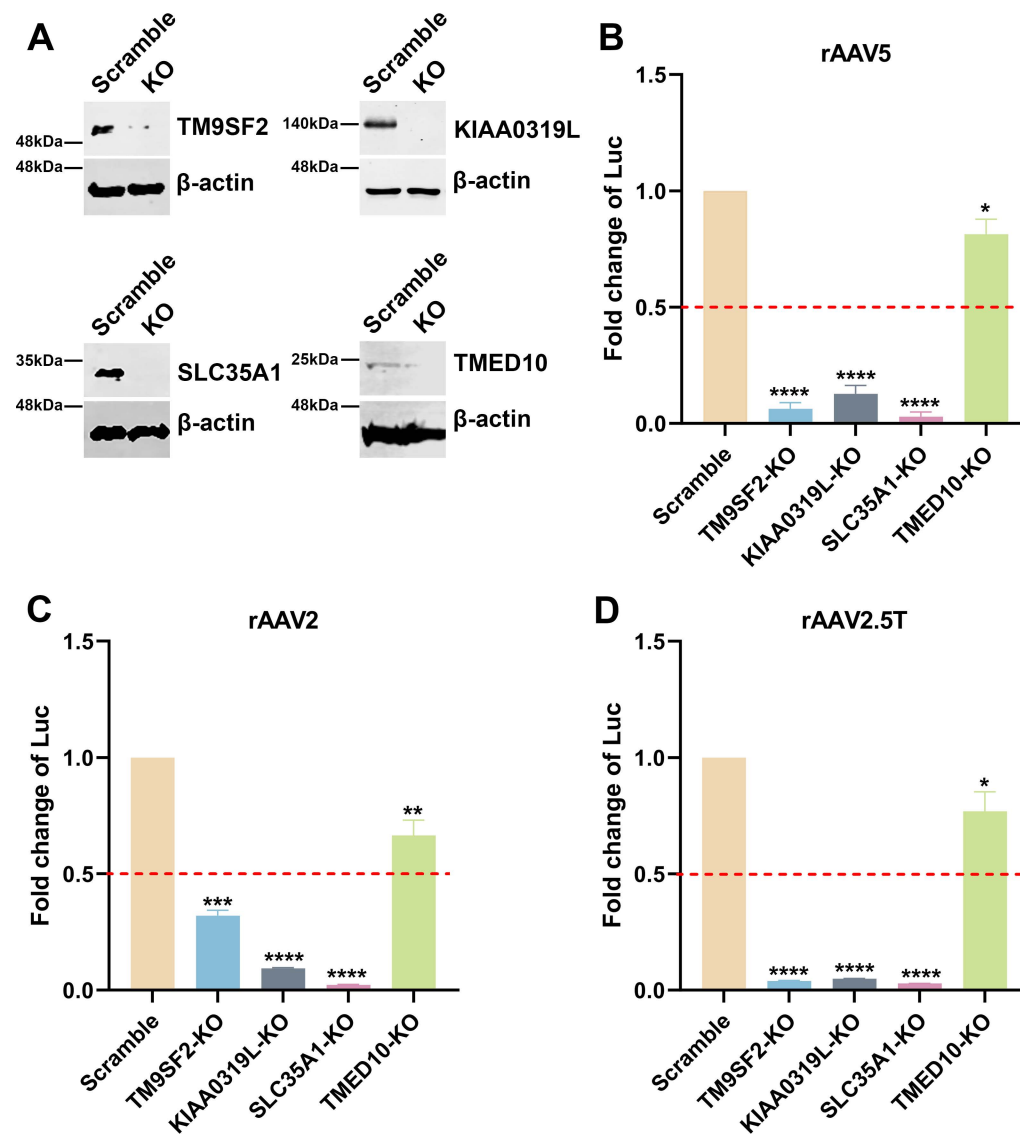 A
Scramble
KO
48kDa
TM9SF2
48kDa
β-actin
Scramble
KO
140kDa
KIAA0319L
48kDa
β-actin
Scramble
KO
35kDa
SLC35A1
48kDa
β-actin
Scramble
KO
25kDa
TMED10
48kDa
β-actin
B
rAAV5
Fold change of Luc
1.5
1.0
0.5
0.0
****
****
****
*
Scramble
TM9SF2-KO
KIAA0319L-KO
SLC35A1-KO
TMED10-KO
C
rAAV2
Fold change of Luc
1.5
1.0
0.5
0.0
***
****
****
**
Scramble
TM9SF2-KO
KIAA0319L-KO
SLC35A1-KO
TMED10-KO
D
rAAV2.5T
Fold change of Luc
1.5
1.0
0.5
0.0
****
****
****
*
Scramble
TM9SF2-KO
KIAA0319L-KO
SLC35A1-KO
TMED10-KO